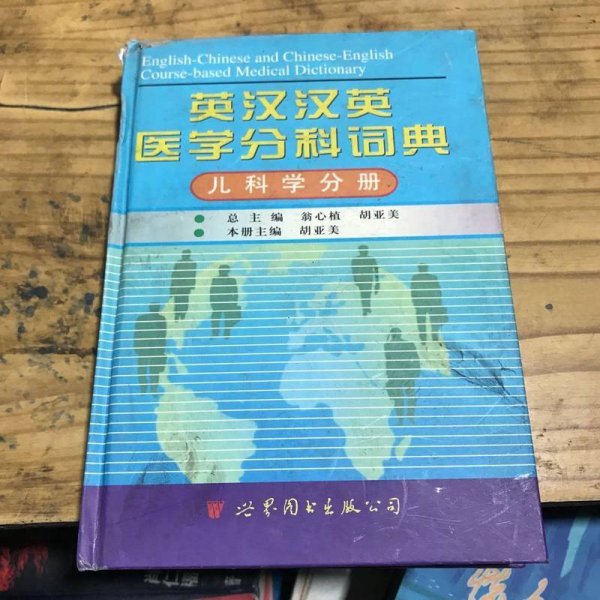 English-Chinese and Chinese-English
Course-based Medical Dictionary
英汉汉英
医学分科词典
儿科学分册
总主编 翁心植 胡亚美
本册主编 胡亚美
世界图书出版公司